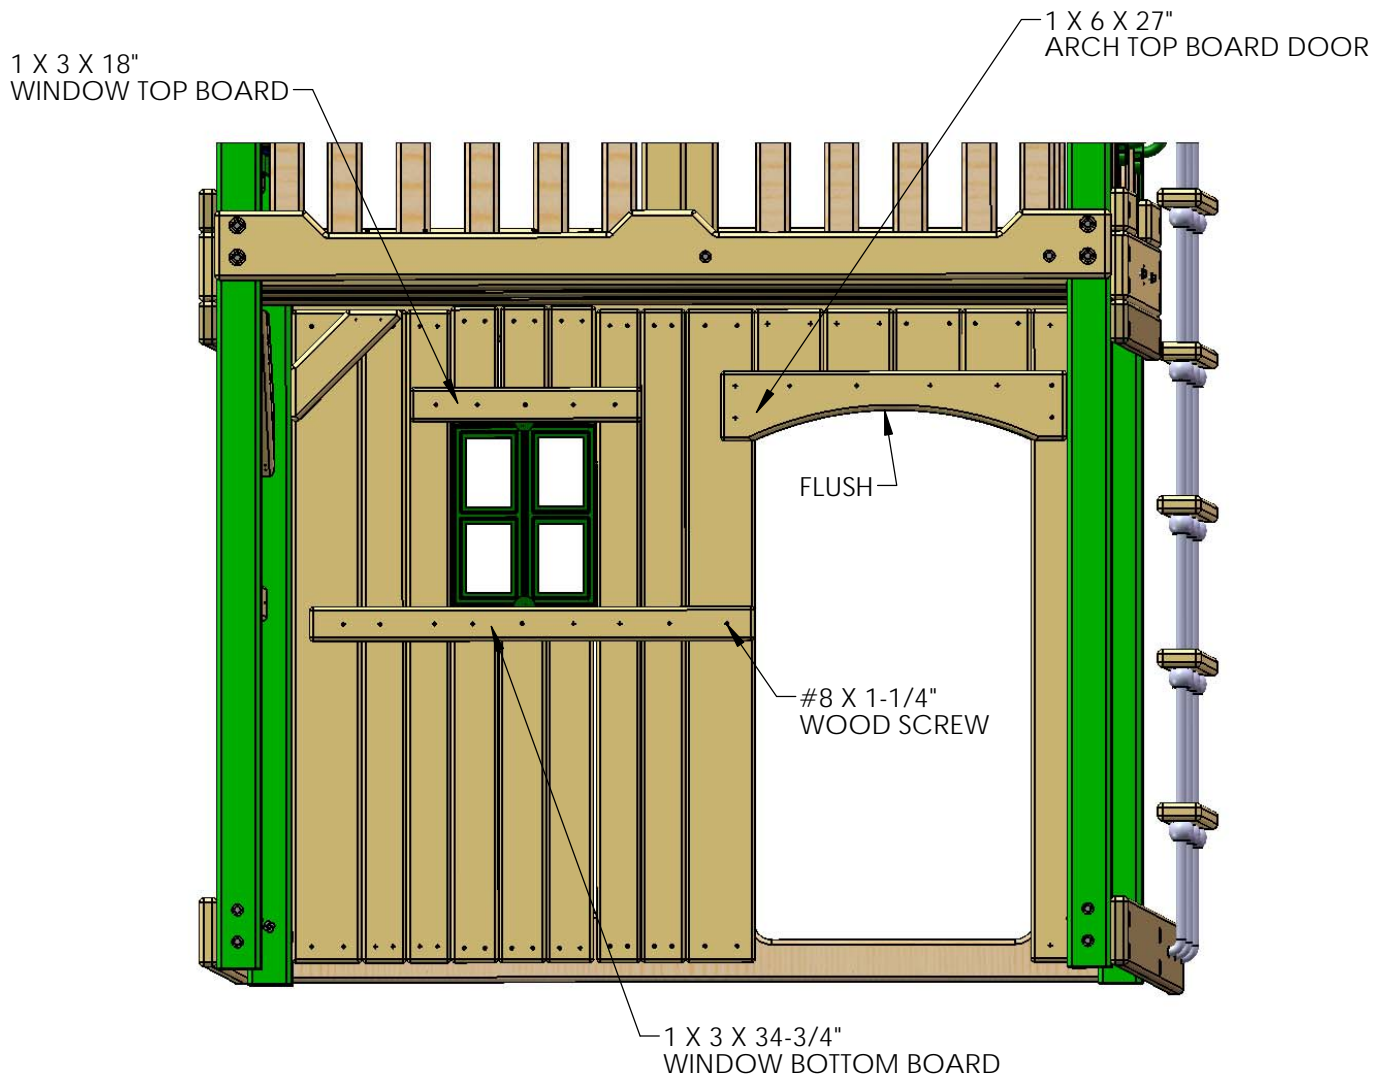 1 X 6 X 27"
ARCH TOP BOARD DOOR
1 X 3 X 18"
WINDOW TOP BOARD
FLUSH
#8 X 1-1/4"
WOOD SCREW
1 X 3 X 34-3/4"
WINDOW BOTTOM BOARD